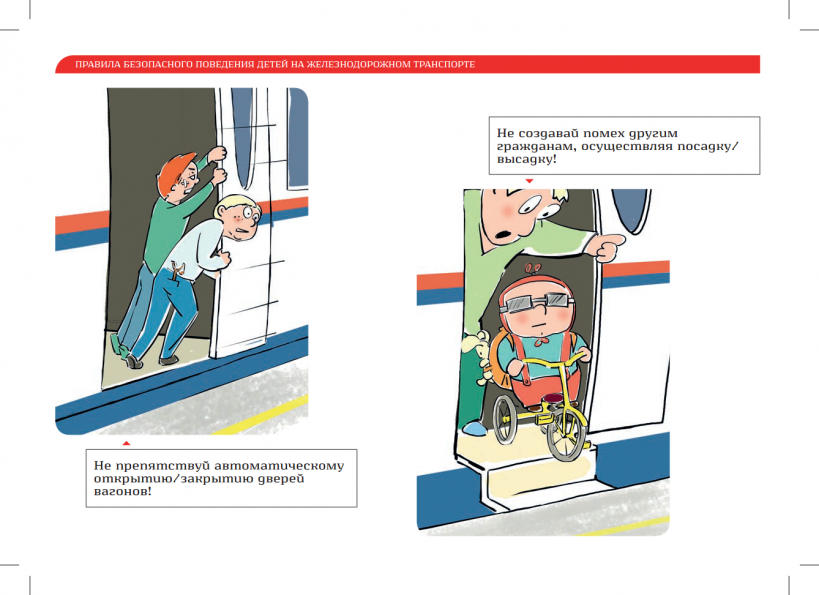 ПРАВИЛА БЕЗОПАСНОГО ПОВЕДЕНИЯ ДЕТЕЙ НА ЖЕЛЕЗНОДОРОЖНОМ ТРАНСПОРТЕ
Не создавай помех другим
гражданам, осуществляя посадку/
высадку!
Не препятствуй автоматическому
открытию/закрытию дверей
вагонов!